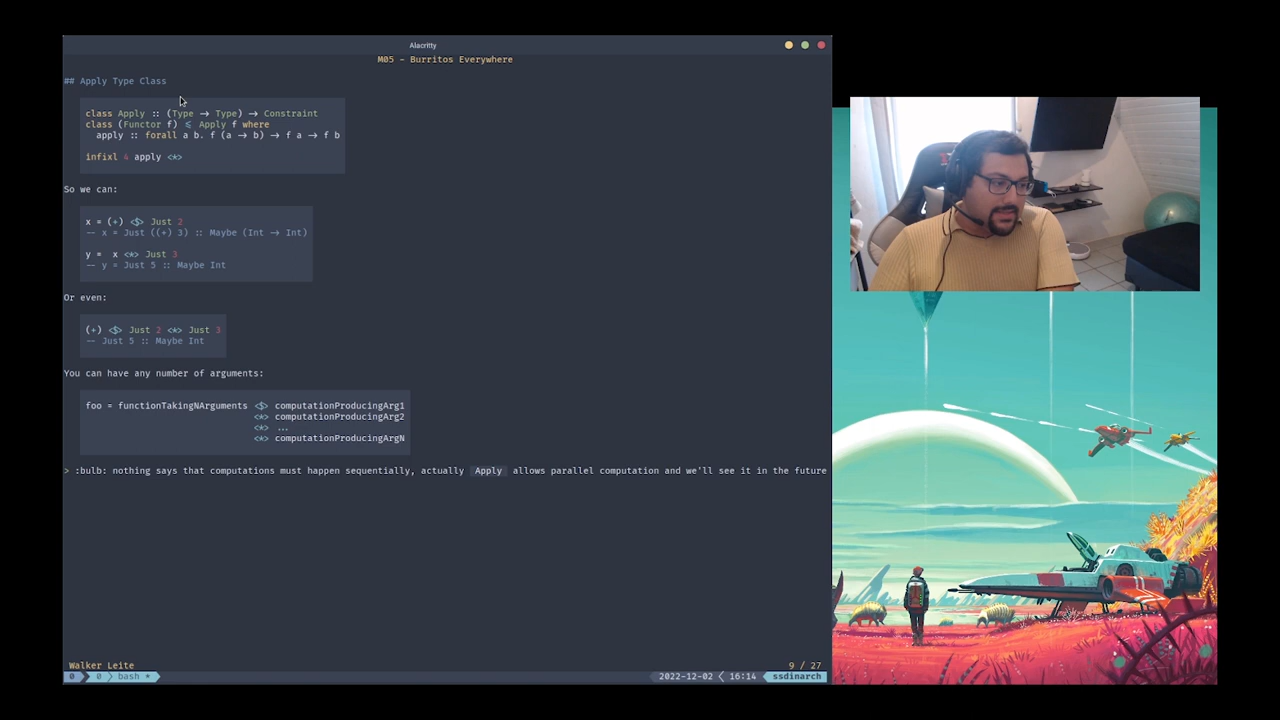 Alacritty
M05 - Burritos Everywhere
## Apply Type Class
class Apply :: (Type → Type) → Constraint
class (Functor f) ⇐ Apply f where
apply :: forall a b. f (a → b) → f a → f b
infixl 4 apply <*>
So we can:
x = (+) <$> Just 2
-- x = Just ((+) 3) :: Maybe (Int → Int)
y =  x <*> Just 3
-- y = Just 5 :: Maybe Int
Or even:
(+) <$> Just 2 <*> Just 3
-- Just 5 :: Maybe Int
You can have any number of arguments:
foo = functionTakingNArguments <$> computationProducingArg1
<*> computationProducingArg2
<*> ...
<*> computationProducingArgN
> :bulb: nothing says that computations must happen sequentially, actually Apply allows parallel computation and we'll see it in the future
Walker Leite
9 / 27
0 0 bash * 2022-12-02 16:14 ssdinarch